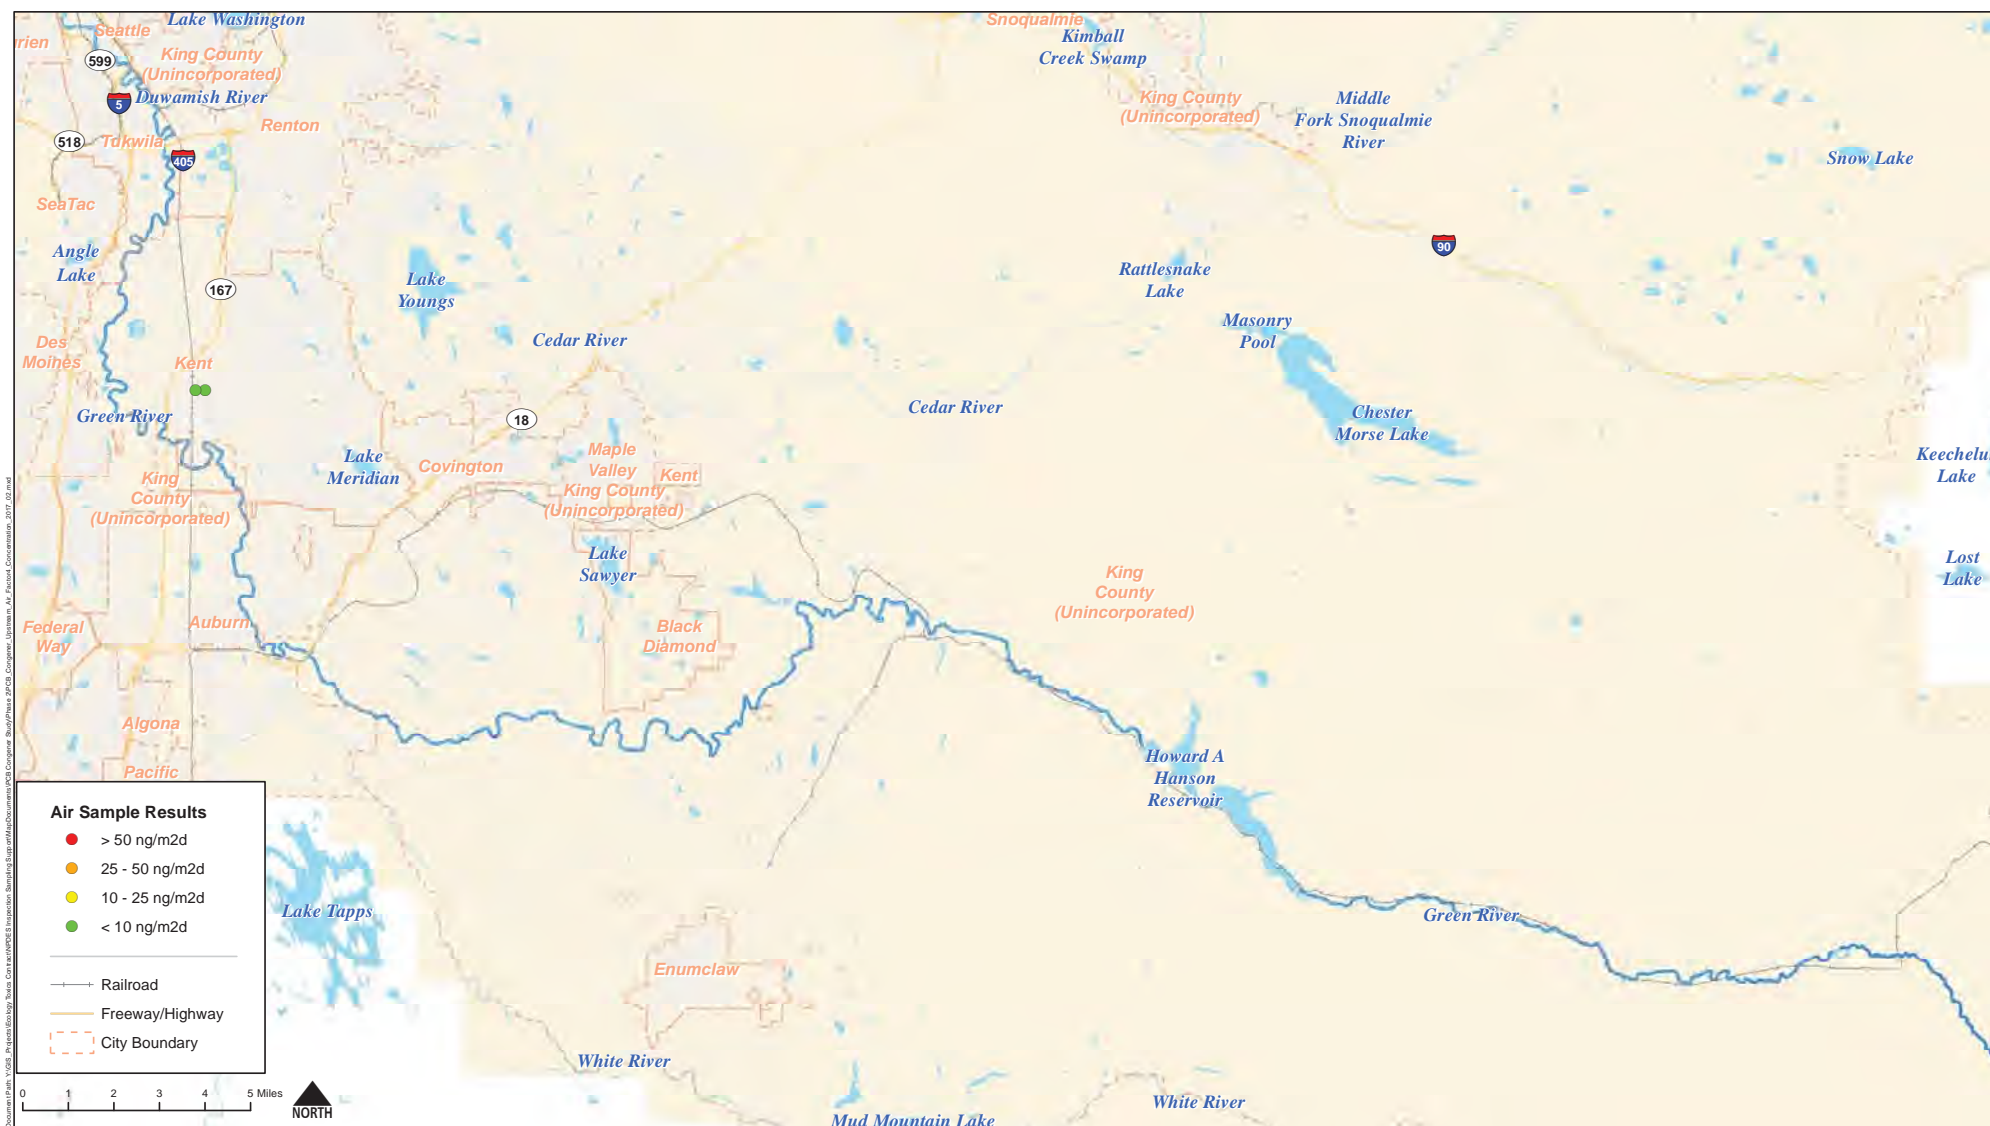 Lake Washington
Seattle
rien
599
King County
(Unincorporated)
5
Duwamish River
Renton
518
Tukwila
405
SeaTac
Angle
Lake
167
Lake
Youngs
Des
Moines
Kent
Green River
Cedar River
Cedar River
18
Snoqualmie
Kimball
Creek Swamp
King County
(Unincorporated)
Middle
Fork Snoqualmie
River
Snow Lake
90
Rattlesnake
Lake
Masonry
Pool
Chester
Morse Lake
Keechelu
Lake
Lost
Lake
Lake
Meridian
Covington
Maple
Valley
King County
(Unincorporated)
Kent
King
County
(Unincorporated)
Lake
Sawyer
King
County
(Unincorporated)
Federal
Way
Auburn
Black
Diamond
Algona
Pacific
Howard A
Hanson
Reservoir
Green River
Lake Tapps
Enumclaw
White River
White River
Mud Mountain Lake
Air Sample Results
> 50 ng/m2d
25 - 50 ng/m2d
10 - 25 ng/m2d
< 10 ng/m2d
Railroad
Freeway/Highway
City Boundary
0 1 2 3 4 5 Miles
NORTH